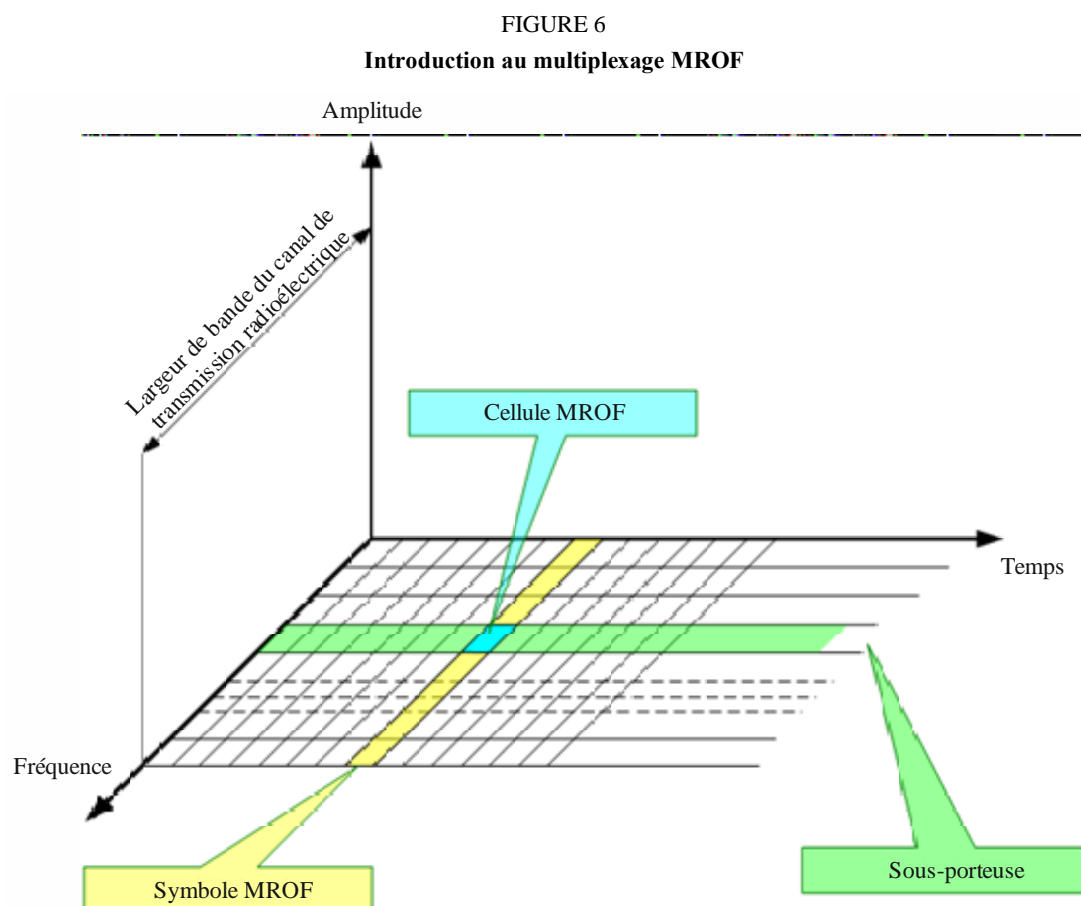 FIGURE 6
Introduction au multiplexage MROF
Amplitude
Largeur de bande du canal de
transmission radioélectrique
Cellule MROF
Temps
Fréquence
Sous-porteuse
Symbole MROF